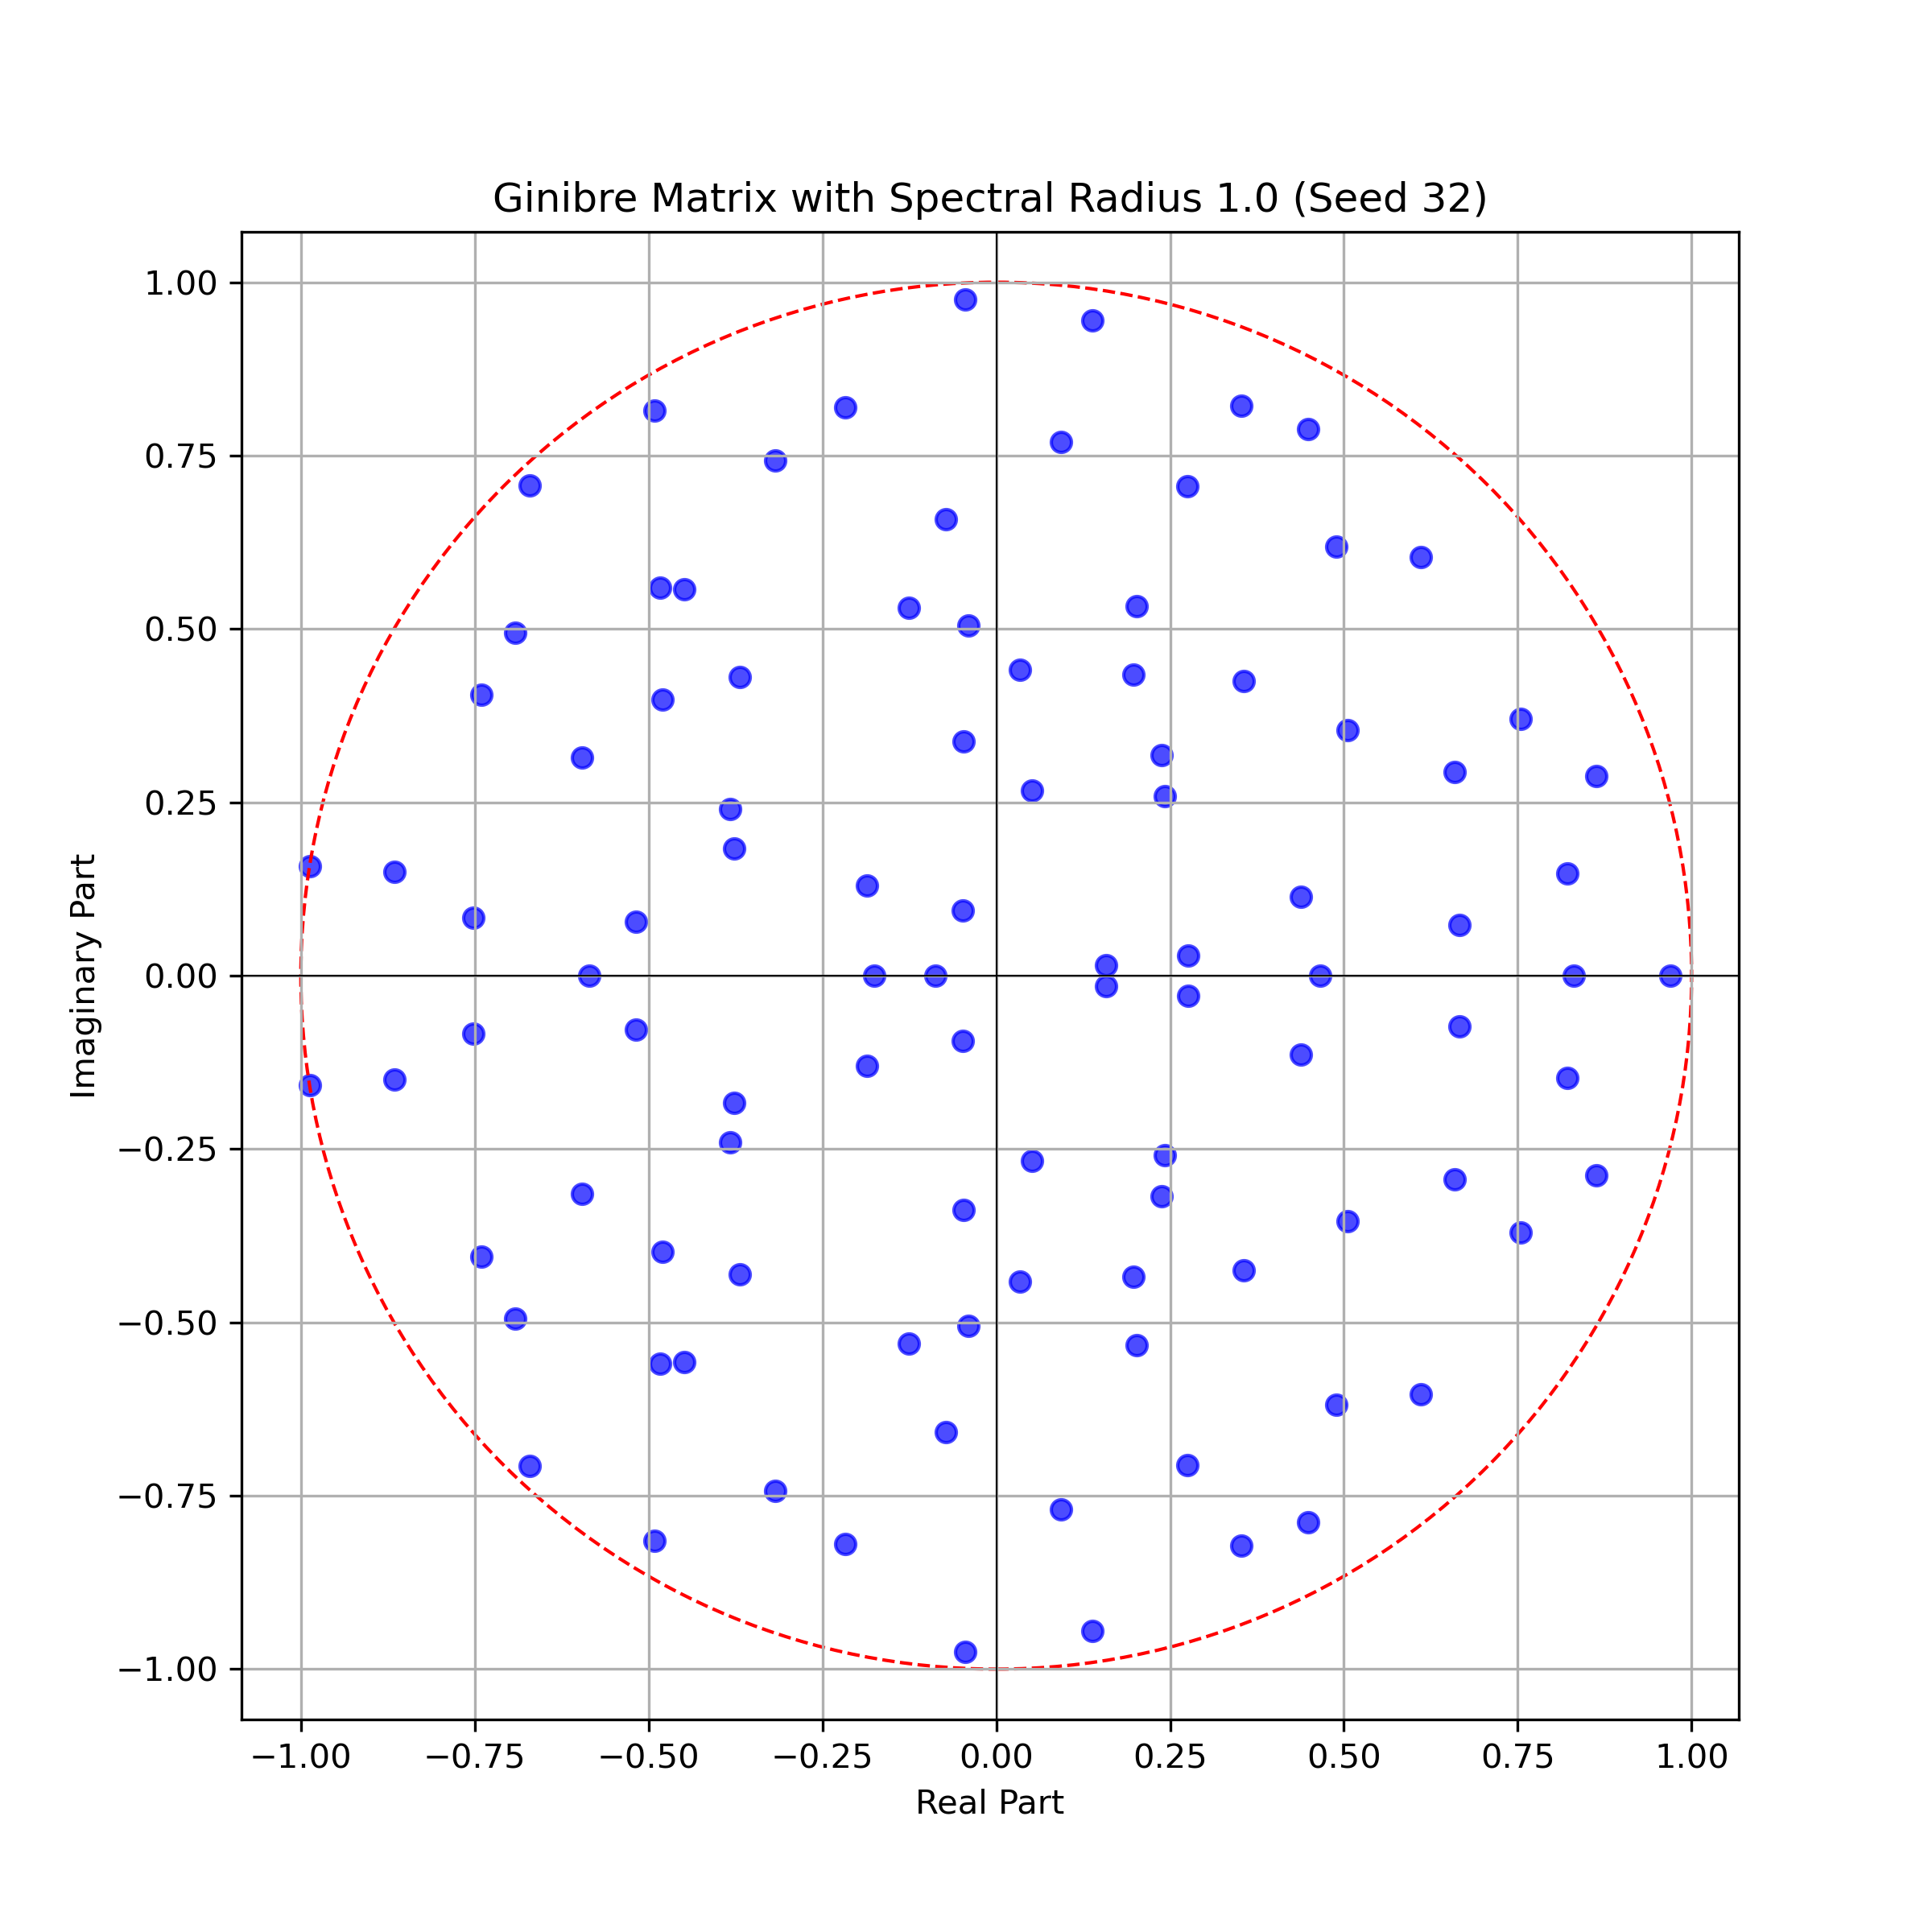 Ginibre Matrix with Spectral Radius 1.0 (Seed 32)
1.00
0.75
0.50
0.25
0.00
−0.25
−0.50
−0.75
−1.00
Imaginary Part
−1.00 −0.75 −0.50 −0.25 0.00 0.25 0.50 0.75 1.00
Real Part